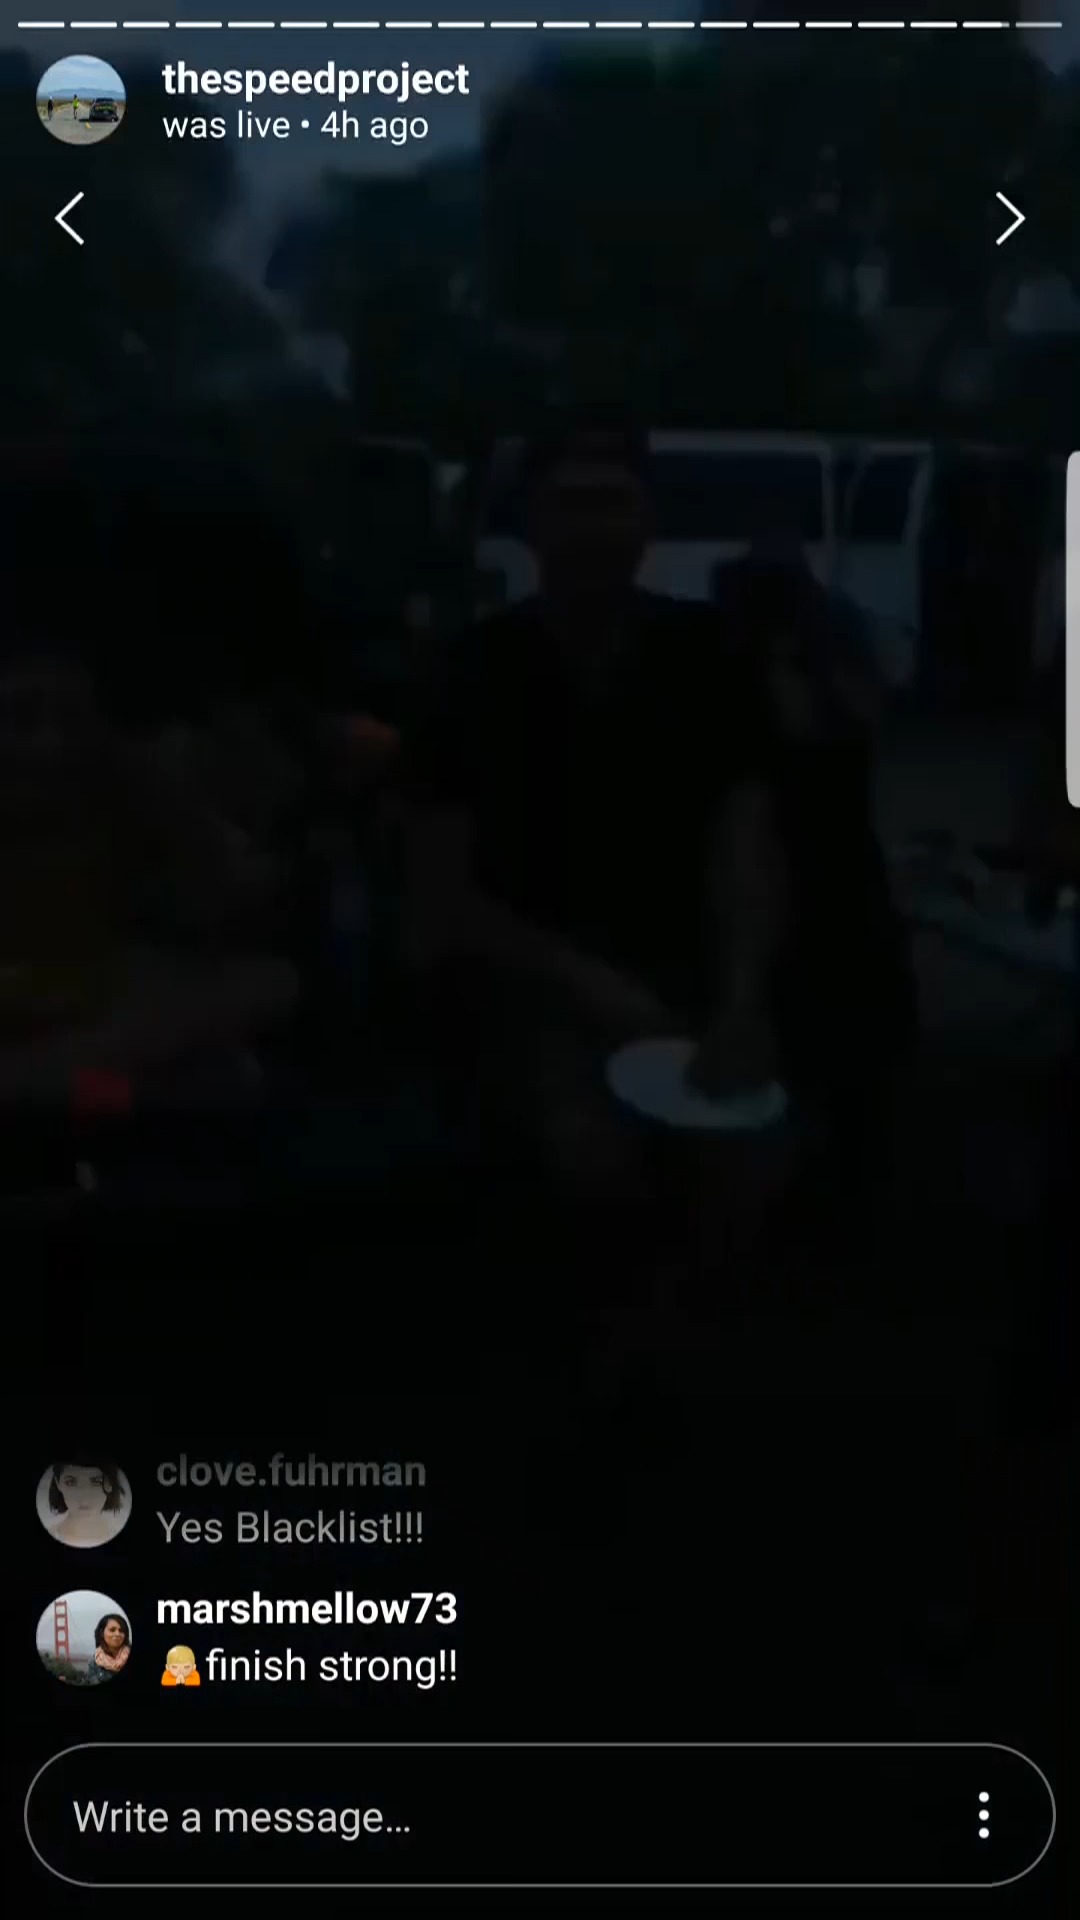 thespeedproject
was live • 4h ago
clove.fuhrman
Yes Blacklist!!!
marshmellow73
🙏🏼finish strong!!
Write a message...